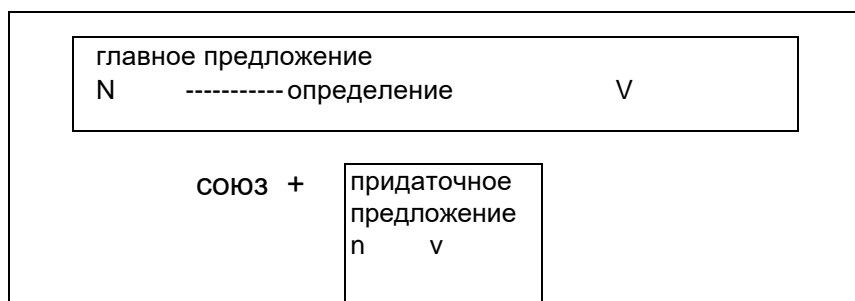 главное предложение
N -----------определение V
союз + придаточное
предложение
n v